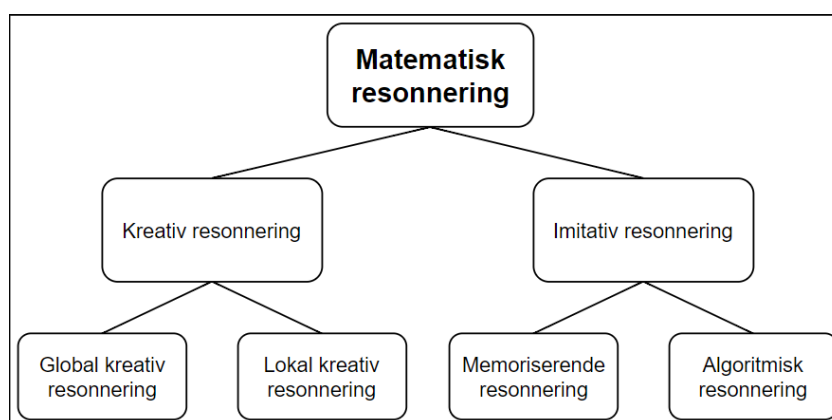 Matematisk
resonnering
Kreativ resonnering
Imitativ resonnering
Global kreativ
resonnering
Lokal kreativ
resonnering
Memoriserende
resonnering
Algoritmisk
resonnering